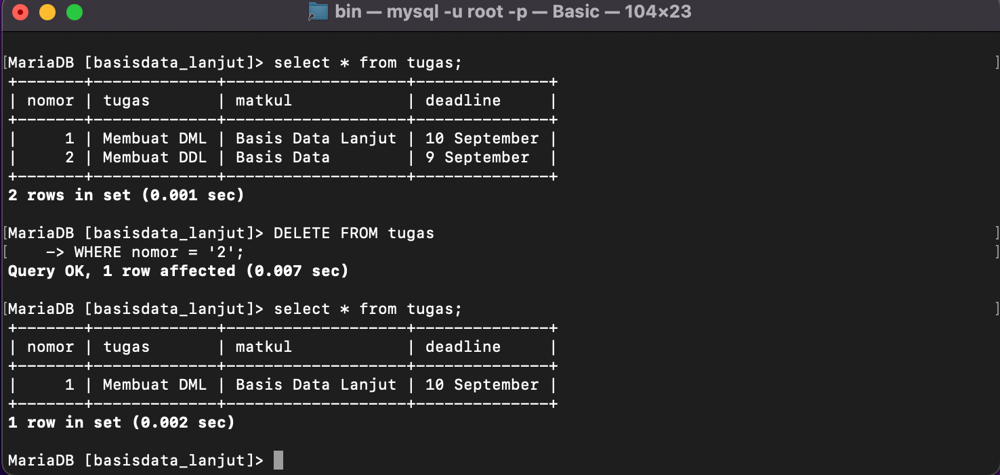 bin — mysql -u root -p — Basic — 104×23
MariaDB [basisdata_lanjut]> select * from tugas;
+-------+-------------+-------------------+--------------+
| nomor | tugas       | matkul            | deadline     |
+-------+-------------+-------------------+--------------+
|     1 | Membuat DML | Basis Data Lanjut | 10 September |
|     2 | Membuat DDL | Basis Data        | 9 September  |
+-------+-------------+-------------------+--------------+
2 rows in set (0.001 sec)
MariaDB [basisdata_lanjut]> DELETE FROM tugas
    -> WHERE nomor = '2';
Query OK, 1 row affected (0.007 sec)
MariaDB [basisdata_lanjut]> select * from tugas;
+-------+-------------+-------------------+--------------+
| nomor | tugas       | matkul            | deadline     |
+-------+-------------+-------------------+--------------+
|     1 | Membuat DML | Basis Data Lanjut | 10 September |
+-------+-------------+-------------------+--------------+
1 row in set (0.002 sec)
MariaDB [basisdata_lanjut]>